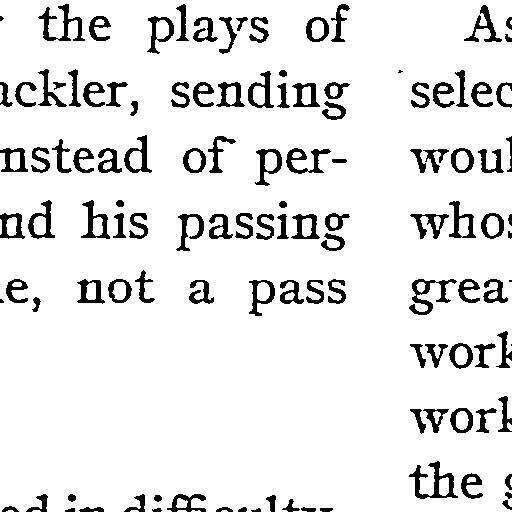 the plays of
ackler, sending
nstead of per-
nd his passing
e, not a pass
ed in difficulty
As
selec
woul
whos
grea
work
work
the g